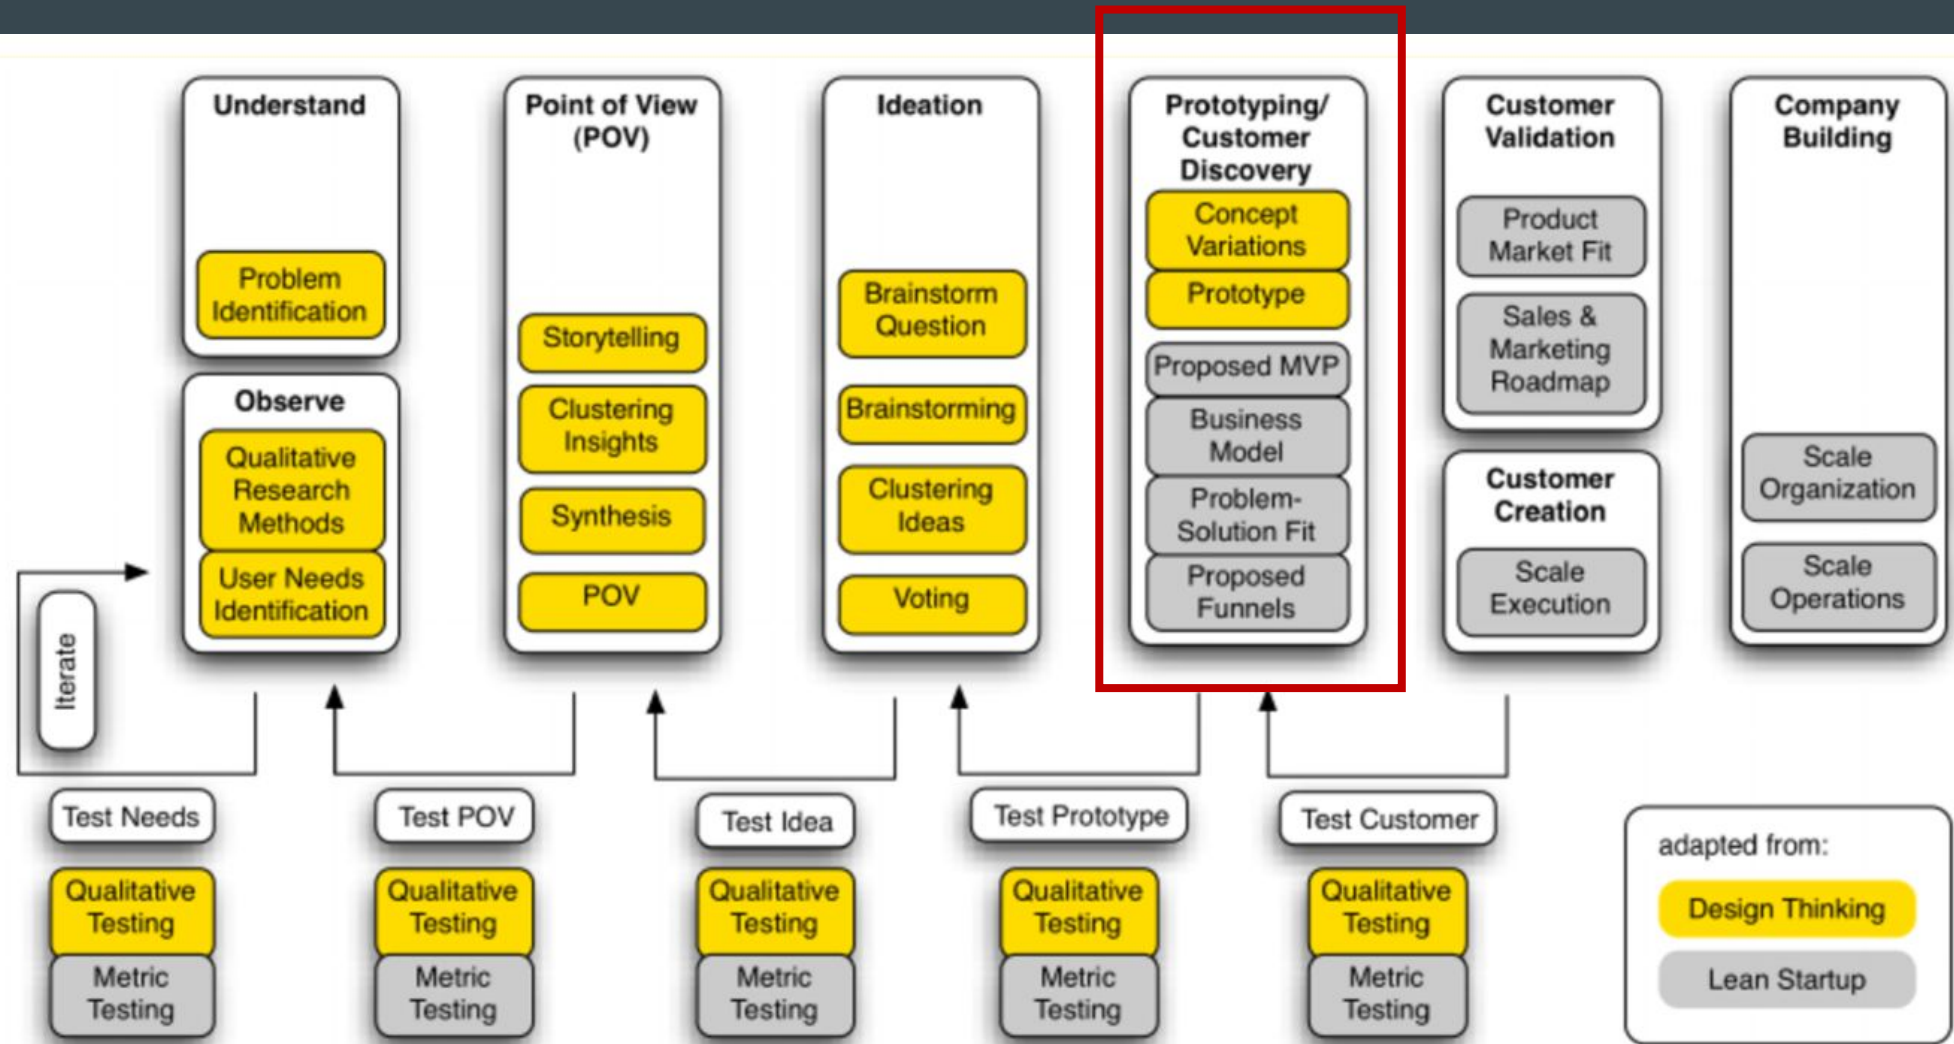 Understand
Problem
Identification
Observe
Qualitative
Research
Methods
User Needs
Identification
Point of View
(POV)
Storytelling
Clustering
Insights
Synthesis
POV
Ideation
Brainstorm
Question
Brainstorming
Clustering
Ideas
Voting
Prototyping/
Customer
Discovery
Concept
Variations
Prototype
Proposed MVP
Business
Model
Problem-
Solution Fit
Proposed
Funnels
Customer
Validation
Product
Market Fit
Sales &
Marketing
Roadmap
Customer
Creation
Scale
Execution
Company
Building
Scale
Organization
Scale
Operations
Iterate
Test Needs
Qualitative
Testing
Metric
Testing
Test POV
Qualitative
Testing
Metric
Testing
Test Idea
Qualitative
Testing
Metric
Testing
Test Prototype
Qualitative
Testing
Metric
Testing
Test Customer
Qualitative
Testing
Metric
Testing
adapted from:
Design Thinking
Lean Startup